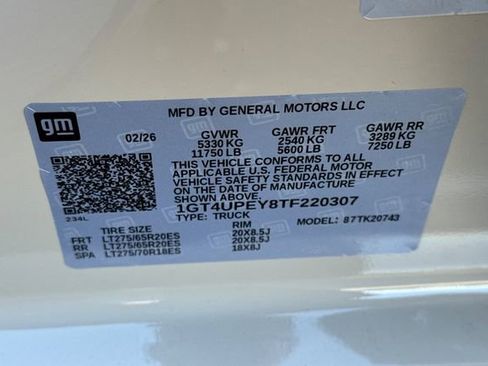 gm
MFD BY GENERAL MOTORS LLC
02/26 GVWR GAWR FRT GAWR RR
5330 KG 2540 KG 3289 KG
11750 LB 5600 LB 7250 LB
THIS VEHICLE CONFORMS TO ALL
APPLICABLE U.S. FEDERAL MOTOR
VEHICLE SAFETY STANDARDS IN EFFECT
ON THE DATE OF MANUFACTURE SHOWN ABOVE.
1GT4UPEY8TF220307
234L TYPE: TRUCK MODEL: 87TK20743
TIRE SIZE RIM
FRT LT275/65R20ES 20X8.5J
RR LT275/65R20ES 20X8.5J
SPA LT275/70R18ES 18X8J